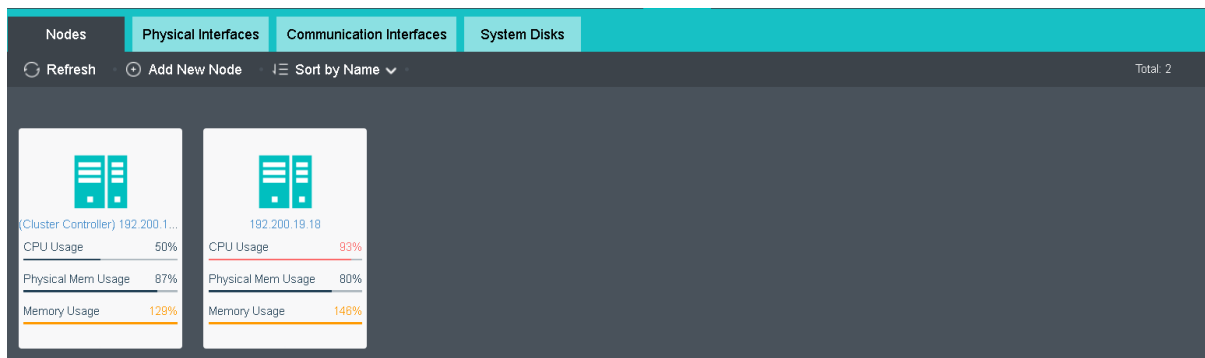 Nodes Physical Interfaces Communication Interfaces System Disks
Refresh Add New Node Sort by Name Total: 2
(Cluster Controller) 192.200.1...
CPU Usage 50%
Physical Mem Usage 87%
Memory Usage 129%
192.200.19.18
CPU Usage 93%
Physical Mem Usage 80%
Memory Usage 146%